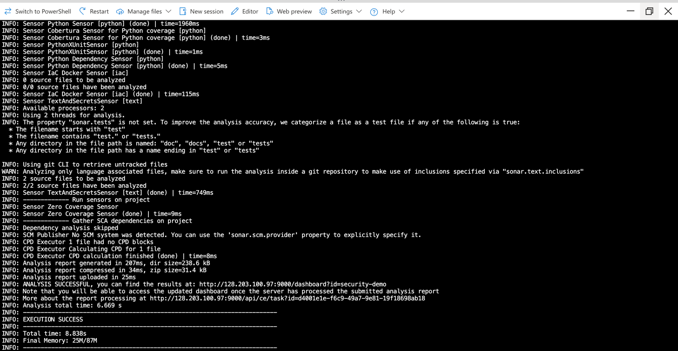 Switch to PowerShell Restart Manage files New session Editor Web preview Settings Help
INFO: Sensor Python Sensor [python] (done) | time=1960ms
INFO: Sensor Cobertura Sensor for Python coverage [python]
INFO: Sensor Cobertura Sensor for Python coverage [python] (done) | time=3ms
INFO: Sensor PythonXUnitSensor [python]
INFO: Sensor PythonXUnitSensor [python] (done) | time=1ms
INFO: Sensor Python Dependency Sensor [python]
INFO: Sensor Python Dependency Sensor [python] (done) | time=5ms
INFO: Sensor IaC Docker Sensor [iac]
INFO: 0 source files to be analyzed
INFO: 0/0 source files have been analyzed
INFO: Sensor IaC Docker Sensor [iac] (done) | time=115ms
INFO: Sensor TextAndSecretsSensor [text]
INFO: Available processors: 2
INFO: Using 2 threads for analysis.
INFO: The property "sonar.tests" is not set. To improve the analysis accuracy, we categorize a file as a test file if any of the following is true:
* The filename starts with "test"
* The filename contains "test." or "tests."
* Any directory in the file path is named: "doc", "docs", "test" or "tests"
* Any directory in the file path has a name ending in "test" or "tests"
INFO: Using git CLI to retrieve untracked files
WARN: Analyzing only language associated files, make sure to run the analysis inside a git repository to make use of inclusions specified via "sonar.text.inclusions"
INFO: 2 source files to be analyzed
INFO: 2/2 source files have been analyzed
INFO: Sensor TextAndSecretsSensor [text] (done) | time=749ms
INFO: ------------- Run sensors on project
INFO: Sensor Zero Coverage Sensor
INFO: Sensor Zero Coverage Sensor (done) | time=9ms
INFO: ------------- Gather SCA dependencies on project
INFO: Dependency analysis skipped
INFO: SCM Publisher No SCM system was detected. You can use the 'sonar.scm.provider' property to explicitly specify it.
INFO: CPD Executor 1 file had no CPD blocks
INFO: CPD Executor Calculating CPD for 1 file
INFO: CPD Executor CPD calculation finished (done) | time=8ms
INFO: Analysis report generated in 207ms, dir size=238.6 kB
INFO: Analysis report compressed in 34ms, zip size=31.4 kB
INFO: Analysis report uploaded in 25ms
INFO: ANALYSIS SUCCESSFUL, you can find the results at: http://128.203.100.97:9000/dashboard?id=security-demo
INFO: Note that you will be able to access the updated dashboard once the server has processed the submitted analysis report
INFO: More about the report processing at http://128.203.100.97:9000/api/ce/task?id=d4001e1e-f6c9-49a7-9e81-19f18698ab18
INFO: Analysis total time: 6.669 s
INFO: ------------------------------------------------------------------------
INFO: EXECUTION SUCCESS
INFO: ------------------------------------------------------------------------
INFO: Total time: 8.838s
INFO: Final Memory: 25M/87M
INFO: ------------------------------------------------------------------------